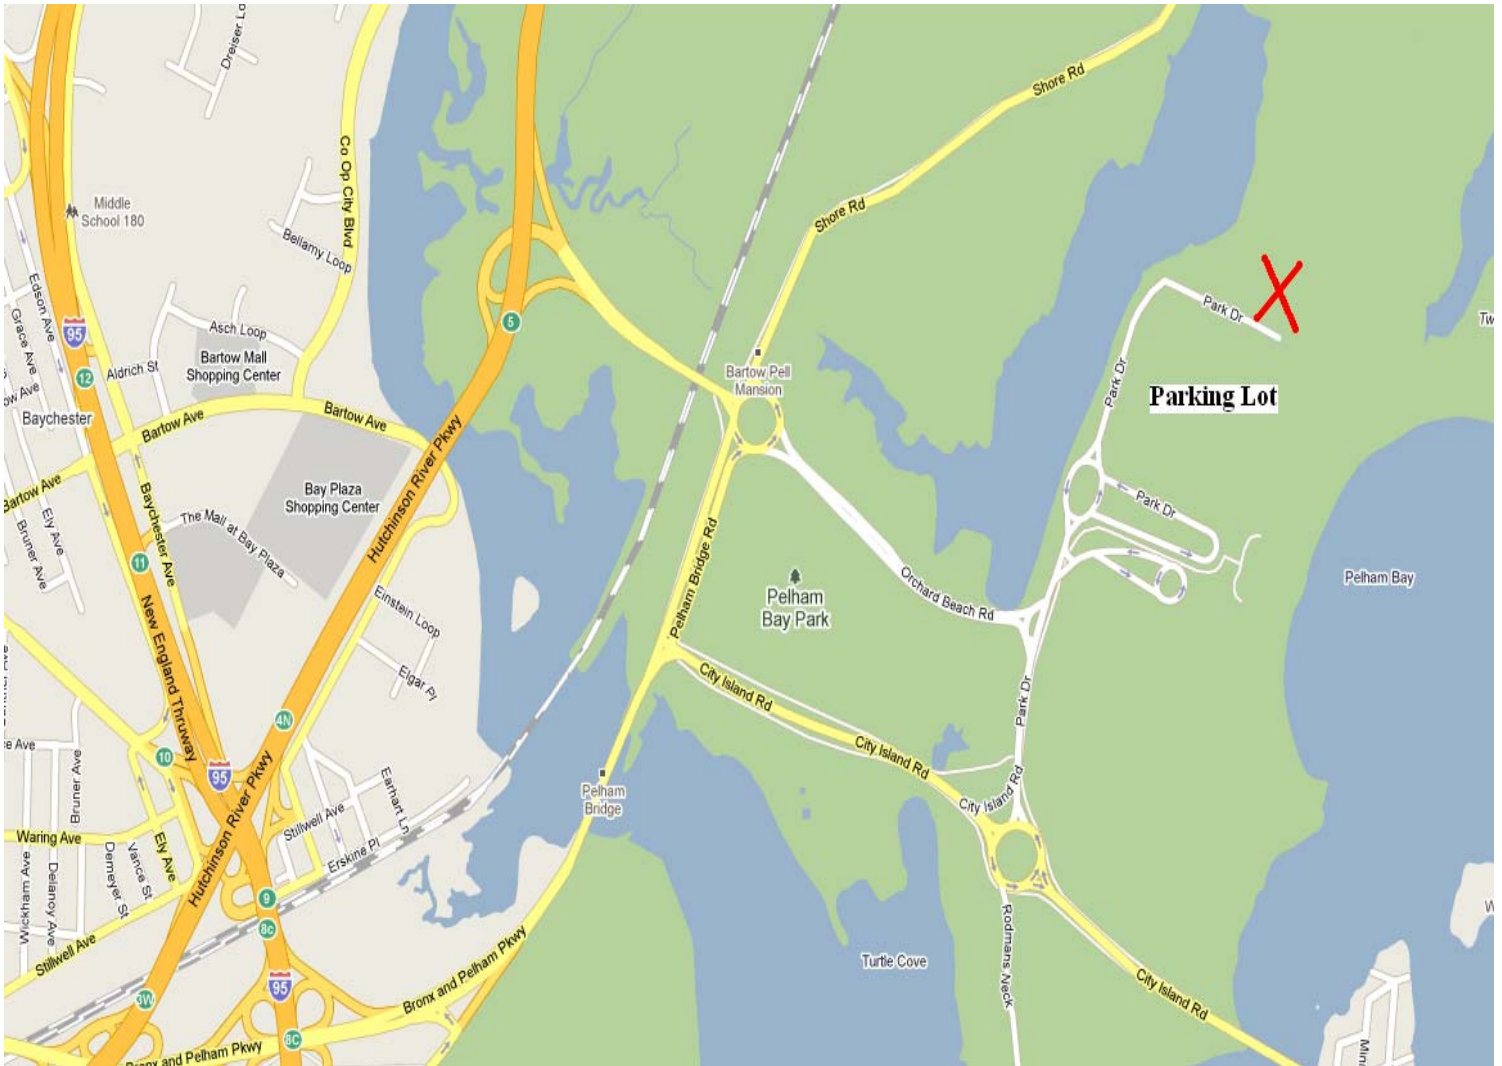 Dreiser Lo
Shore Rd
Co Op City Blvd
Middle
School 180
Shore Rd
Bellamy Loop
Edson Ave
Park Dr
Grace Ave
95
Asch Loop
5
Tw
Bartow Mall
Shopping Center
12
Aldrich St
Bartow Pell
Mansion
Park Dr
ow Ave
Parking Lot
Baychester
Bartow Ave
Bartow Ave
Hutchinson River Pkwy
Bartow Ave
Bay Plaza
Shopping Center
Park Dr
Ely Ave
Bruner Ave
Baychester Ave
The Mall at Bay Plaza
11
Pelham Bridge Rd
Orchard Beach Rd
Pelham Bay
Pelham
Bay Park
Einstein Loop
New England Thruway
Elgar Pl
City Island Rd
Park Dr
4N
ce Ave
10
City Island Rd
95
Bruner Ave
Hutchinson River Pkwy
Earhart Ln
Pelham
Bridge
City Island Rd
Stillwell Ave
Waring Ave
Ely Ave
Vance St
Demeyer St
Erskine Pl
Wickham Ave
Delanoy Ave
9
8c
W
Stillwell Ave
Rodmans Neck
Turtle Cove
Bronx and Pelham Pkwy
95
3W
City Island Rd
8C
Bronx and Pelham Pkwy
Min